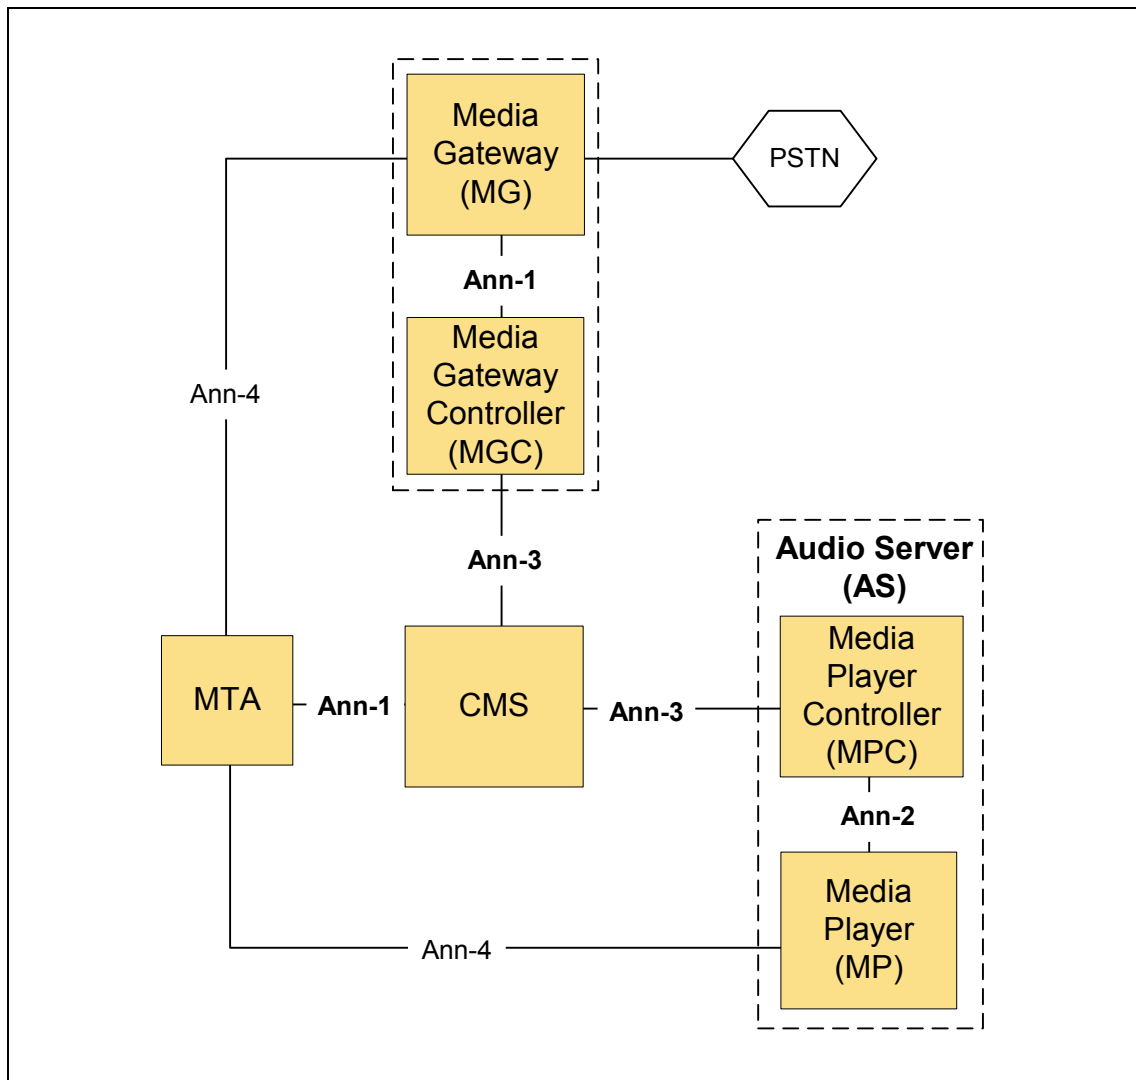 Media
Gateway
(MG)
PSTN
Ann-1
Media
Gateway
Controller
(MGC)
Ann-4
Ann-3
Audio Server
(AS)
MTA
Ann-1
CMS
Ann-3
Media
Player
Controller
(MPC)
Ann-2
Media
Player
(MP)
Ann-4